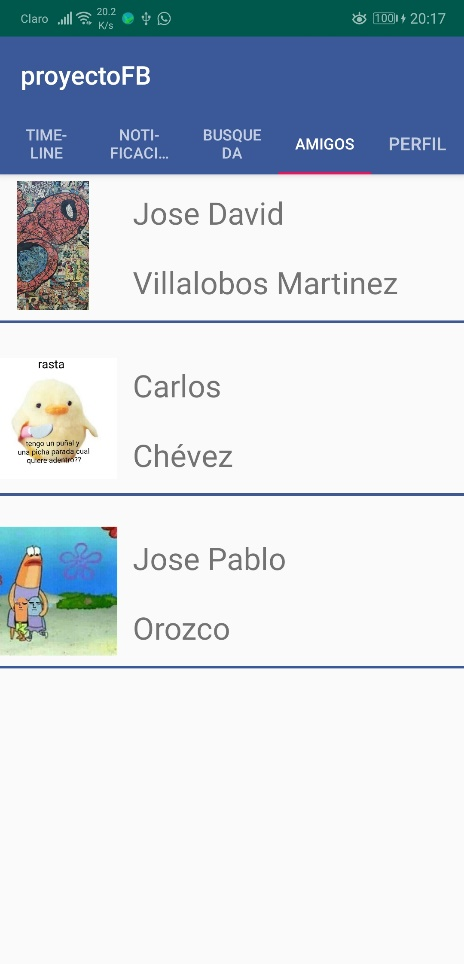 Claro 20.2 K/s 100 20:17
proyectoFB
TIME-
LINE
NOTI-
FICACI...
BUSQUE
DA
AMIGOS
PERFIL
Jose David
Villalobos Martinez
rasta
tengo un puñal y
una picha parada cual
quiere adentro??
Carlos
Chévez
Jose Pablo
Orozco